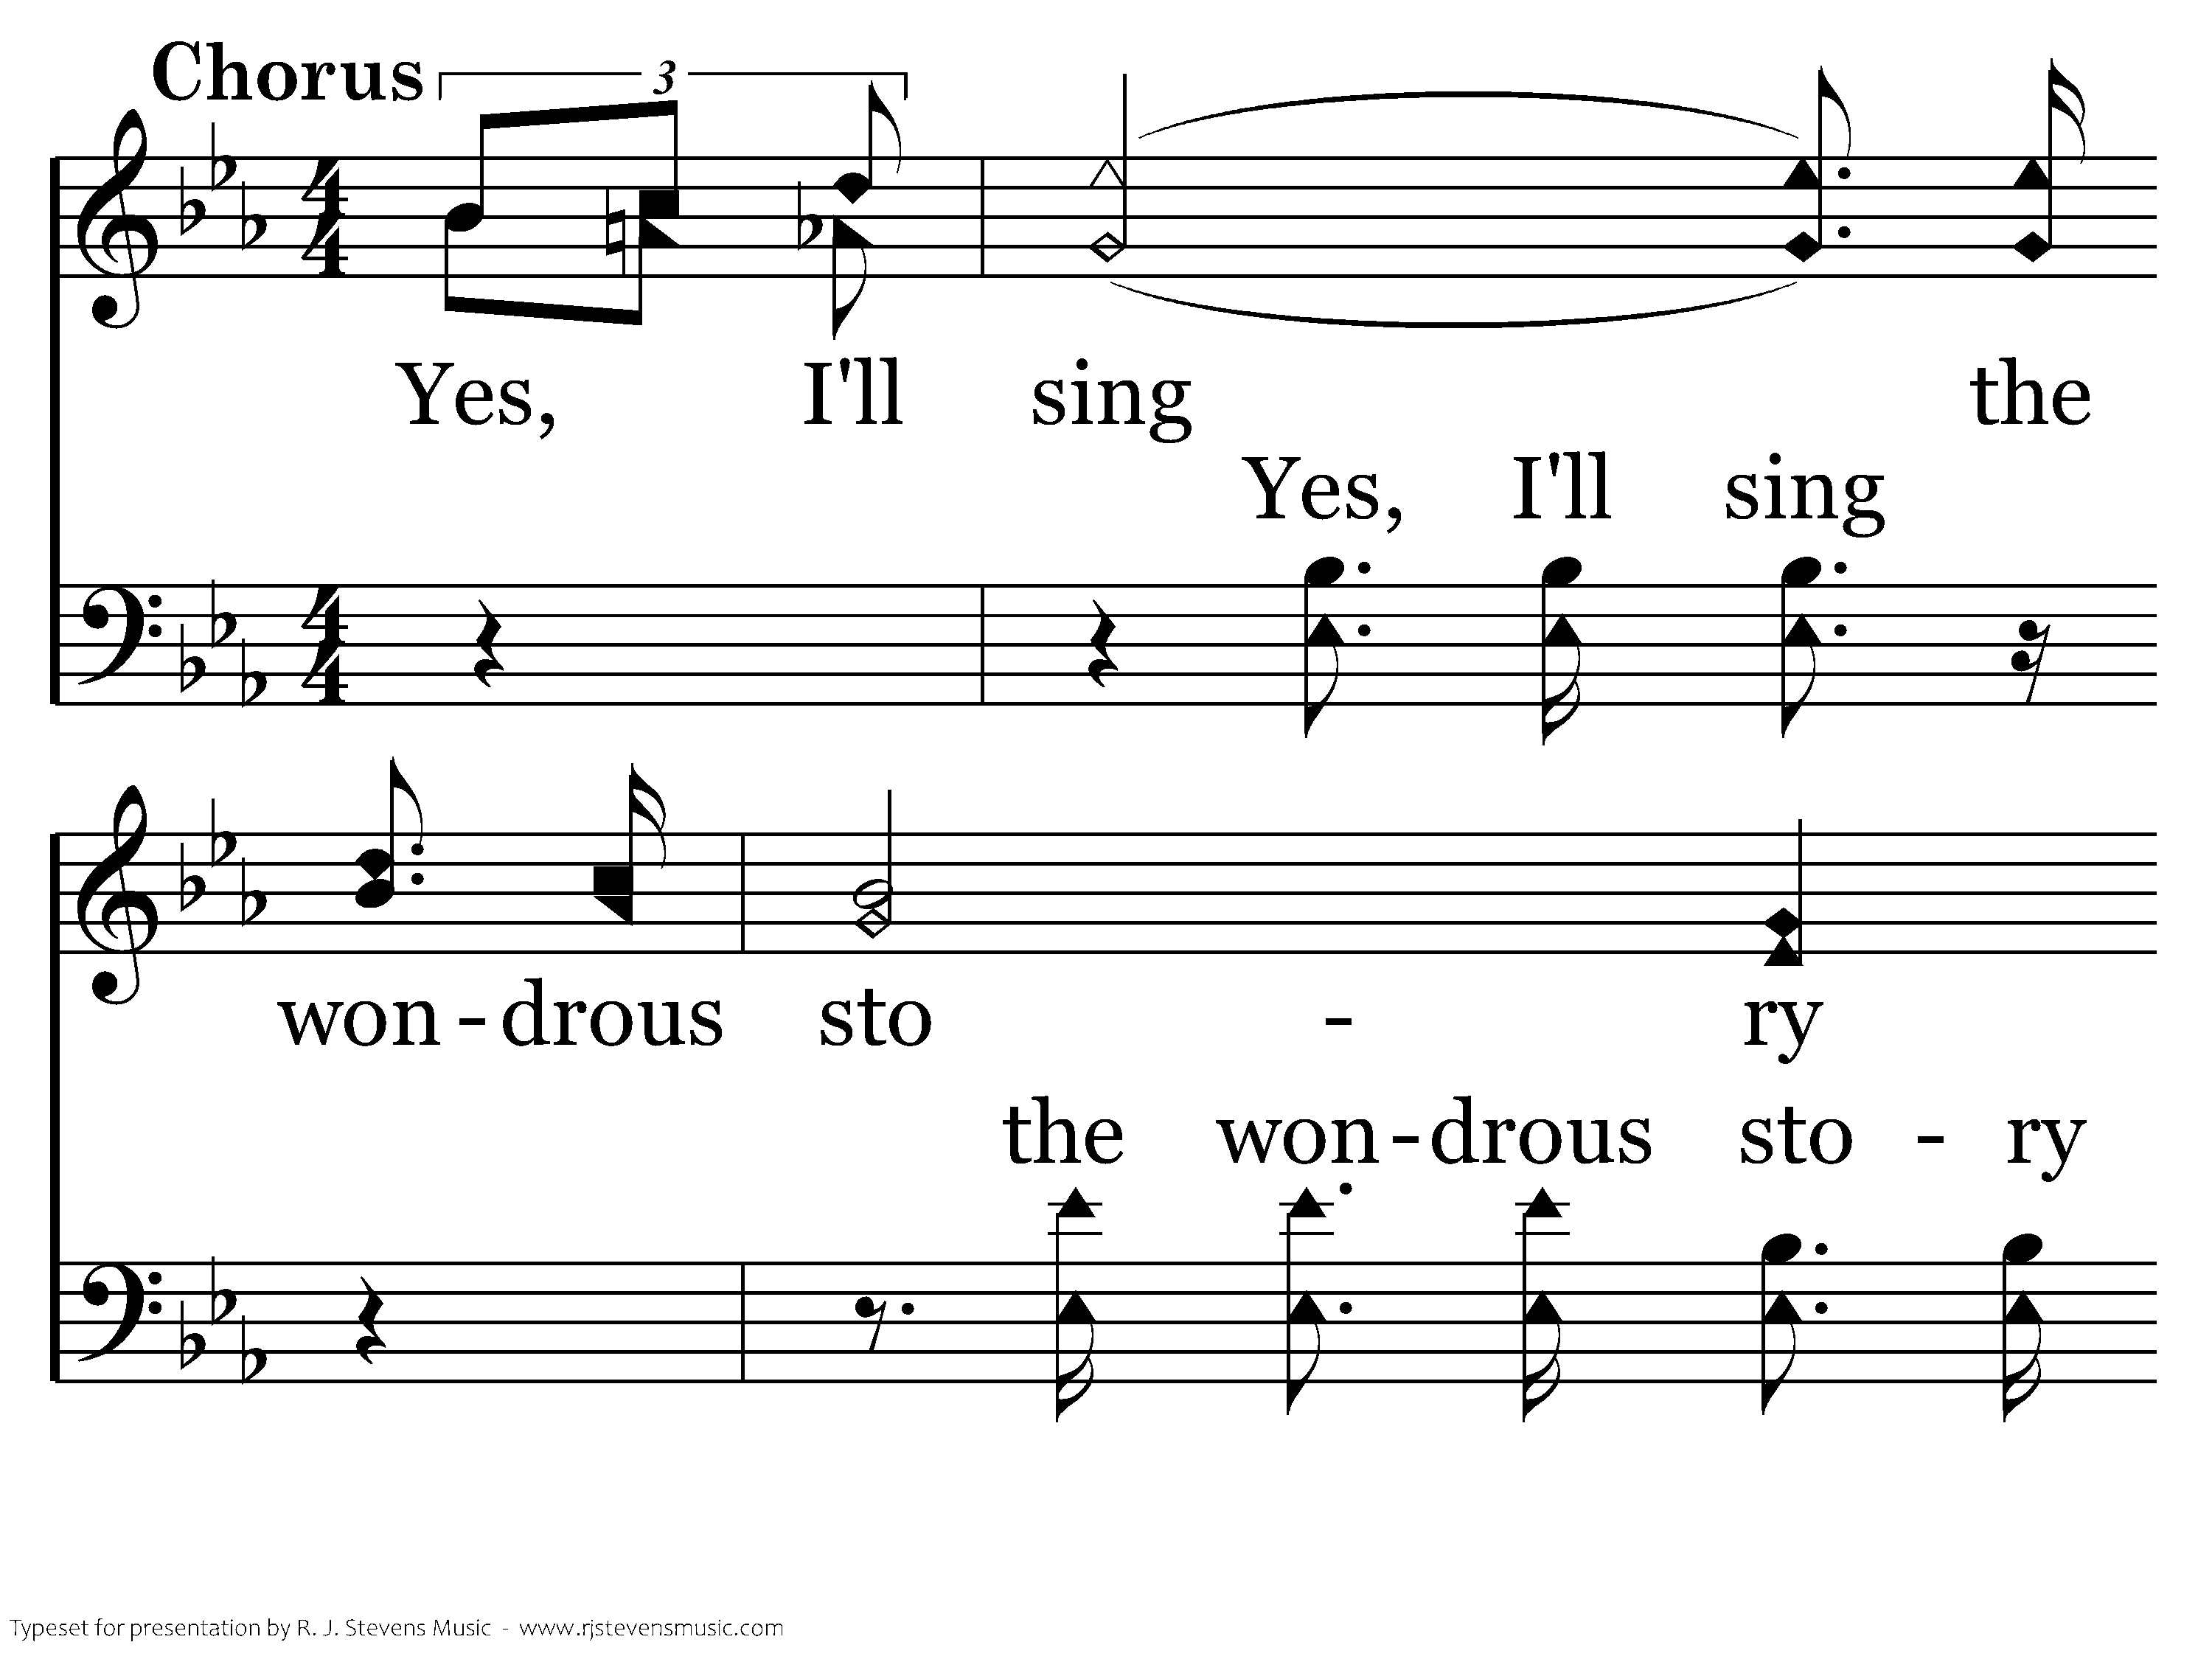 Chorus
3
Yes, I'll sing the
Yes, I'll sing
won - drous sto - ry
the won - drous sto - ry
Typeset for presentation by R. J. Stevens Music - www.rjstevensmusic.com